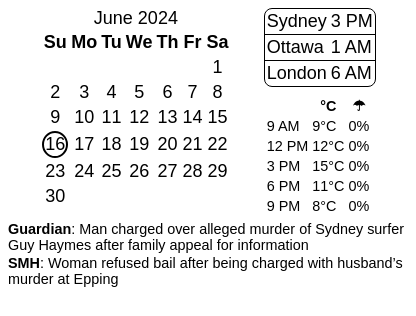 June 2024
Su Mo Tu We Th Fr Sa
1
2 3 4 5 6 7 8
9 10 11 12 13 14 15
16 17 18 19 20 21 22
23 24 25 26 27 28 29
30
Sydney 3 PM
Ottawa 1 AM
London 6 AM
°C ☂
9 AM 9°C 0%
12 PM 12°C 0%
3 PM 15°C 0%
6 PM 11°C 0%
9 PM 8°C 0%
Guardian: Man charged over alleged murder of Sydney surfer
Guy Haymes after family appeal for information
SMH: Woman refused bail after being charged with husband’s
murder at Epping